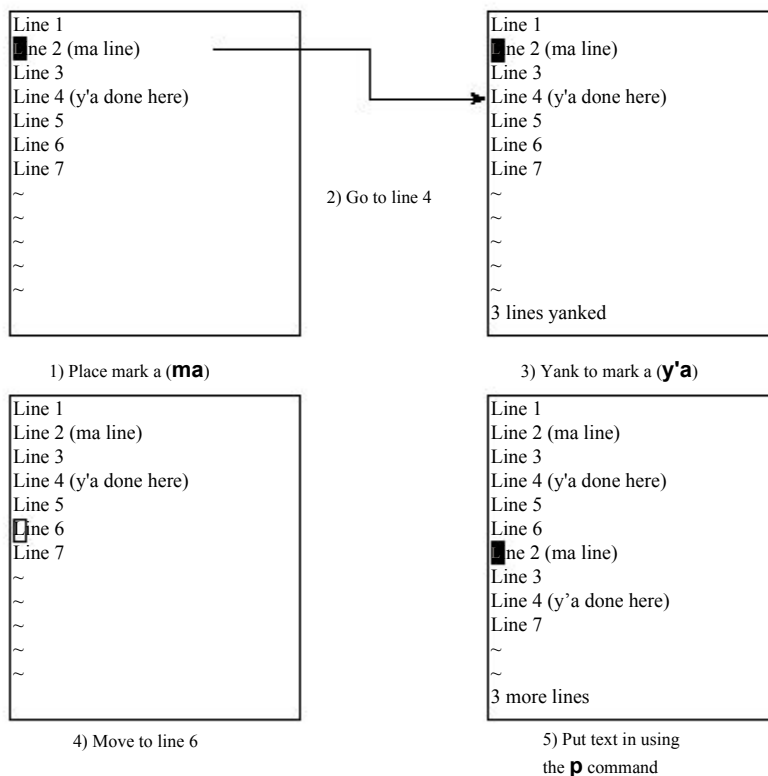 Line 1
Line 2 (ma line)
Line 3
Line 4 (y'a done here)
Line 5
Line 6
Line 7
~
~
~
~
~
1) Place mark a (ma)
2) Go to line 4
Line 1
Line 2 (ma line)
Line 3
Line 4 (y'a done here)
Line 5
Line 6
Line 7
~
~
~
~
~
3 lines yanked
3) Yank to mark a (y'a)
Line 1
Line 2 (ma line)
Line 3
Line 4 (y'a done here)
Line 5
Line 6
Line 7
~
~
~
~
~
4) Move to line 6
Line 1
Line 2 (ma line)
Line 3
Line 4 (y'a done here)
Line 5
Line 6
Line 2 (ma line)
Line 3
Line 4 (y’a done here)
Line 7
~
~
3 more lines
5) Put text in using
the p command